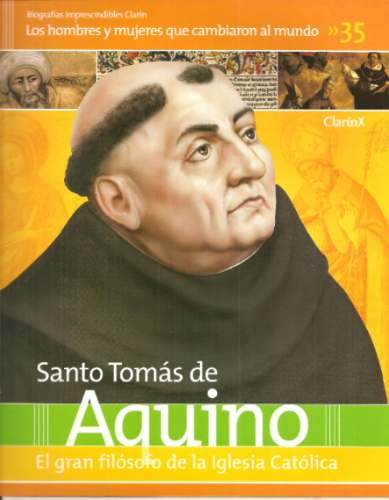 Biografías Imprescindibles Clarín
Los hombres y mujeres que cambiaron al mundo »35
ClarínX
Santo Tomás de
Aquino
El gran filósofo de la Iglesia Católica